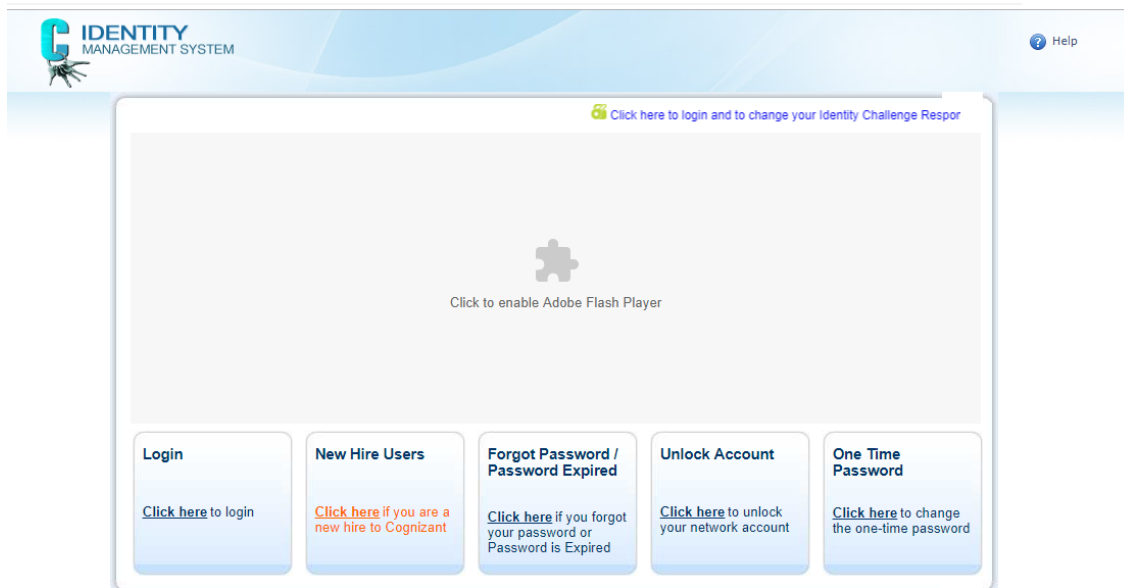 IDENTITY
MANAGEMENT SYSTEM
Help
Click here to login and to change your Identity Challenge Respor
Click to enable Adobe Flash Player
Login
Click here to login
New Hire Users
Click here if you are a
new hire to Cognizant
Forgot Password /
Password Expired
Click here if you forgot
your password or
Password is Expired
Unlock Account
Click here to unlock
your network account
One Time
Password
Click here to change
the one-time password